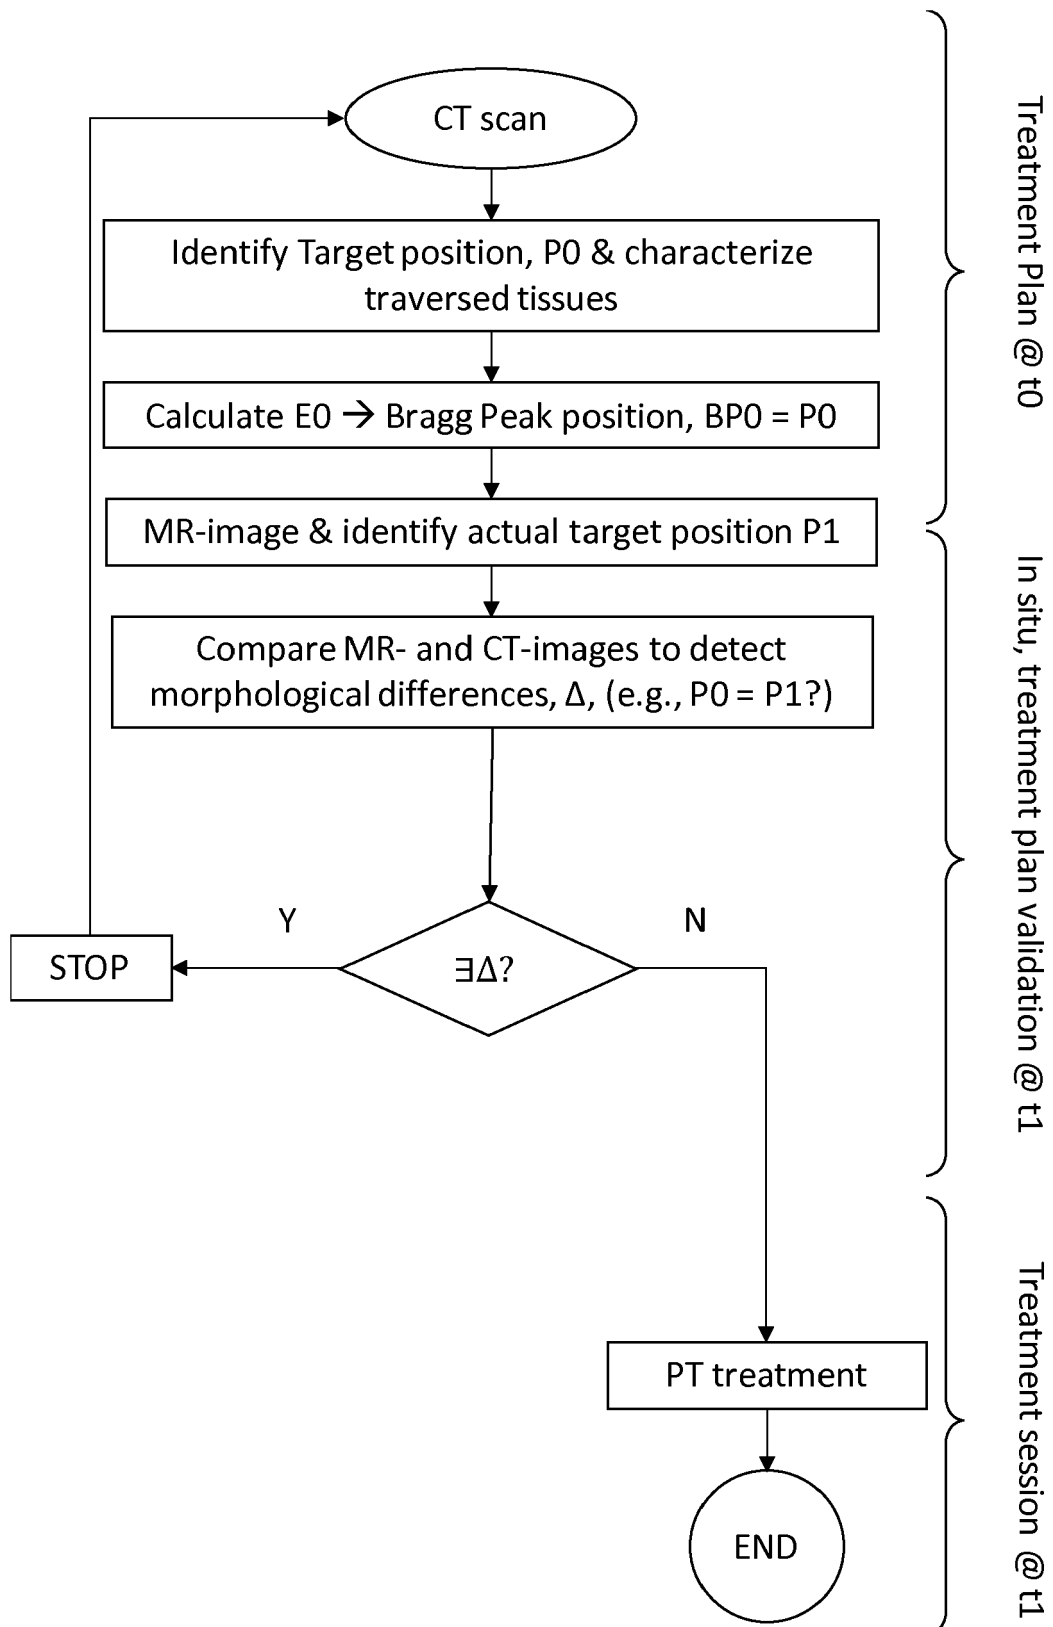 CT scan
Identify Target position, P0 & characterize
traversed tissues
Calculate E0 → Bragg Peak position, BP0 = P0
MR-image & identify actual target position P1
Compare MR- and CT-images to detect
morphological differences, Δ, (e.g., P0 = P1?)
Y
N
STOP
∃Δ?
PT treatment
END
Treatment Plan @ t0
In situ, treatment plan validation @ t1
Treatment session @ t1